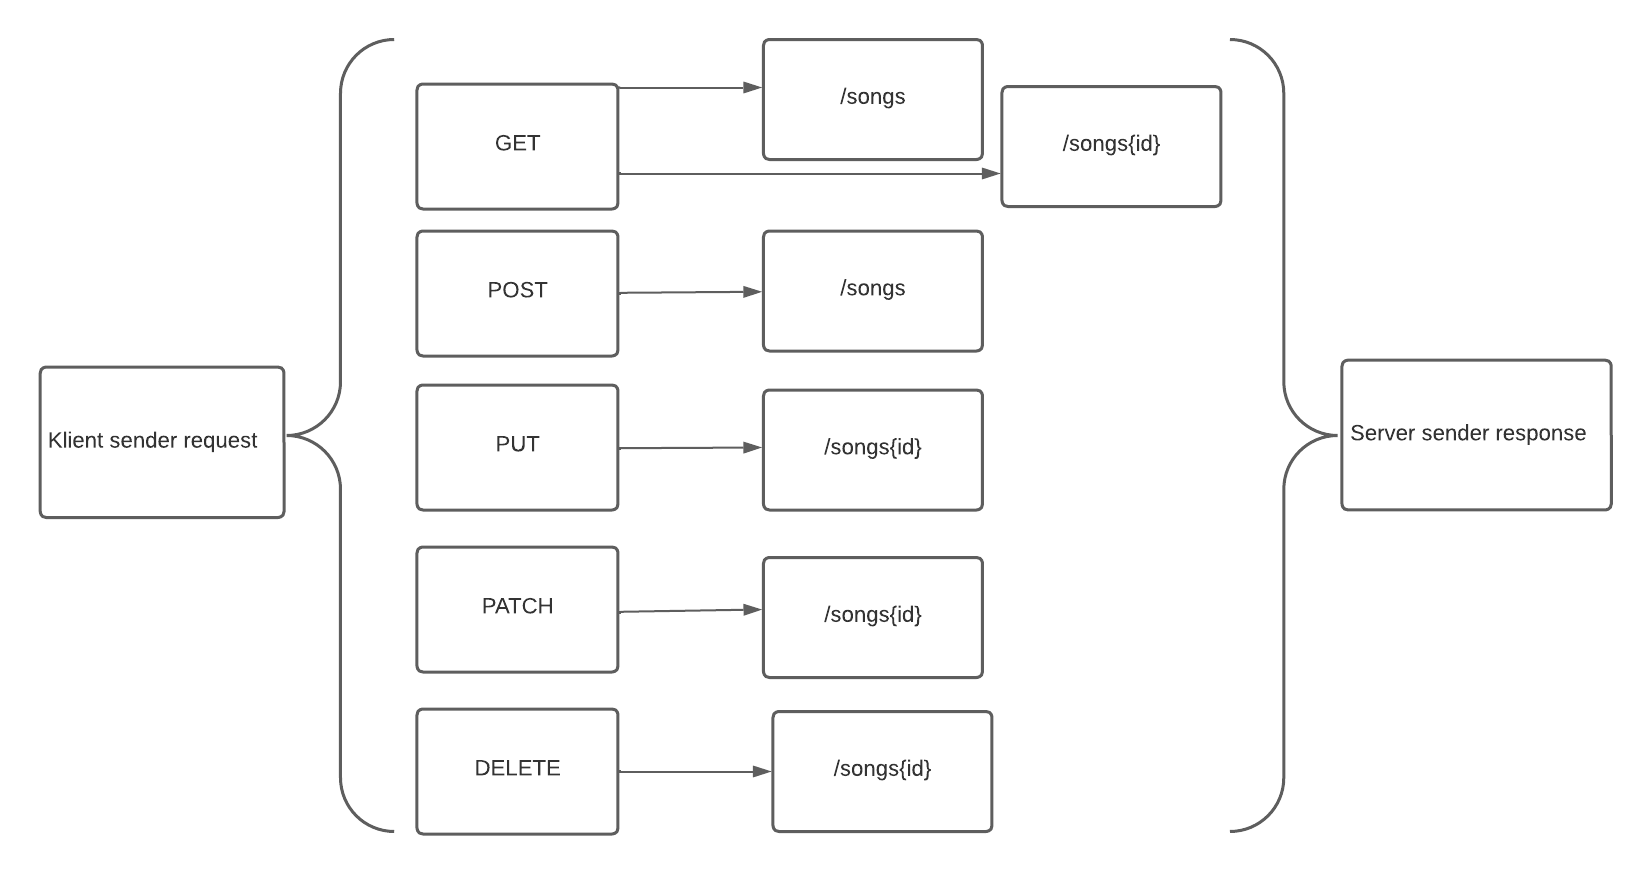 Klient sender request
GET
/songs
/songs{id}
POST
/songs
PUT
/songs{id}
PATCH
/songs{id}
DELETE
/songs{id}
Server sender response